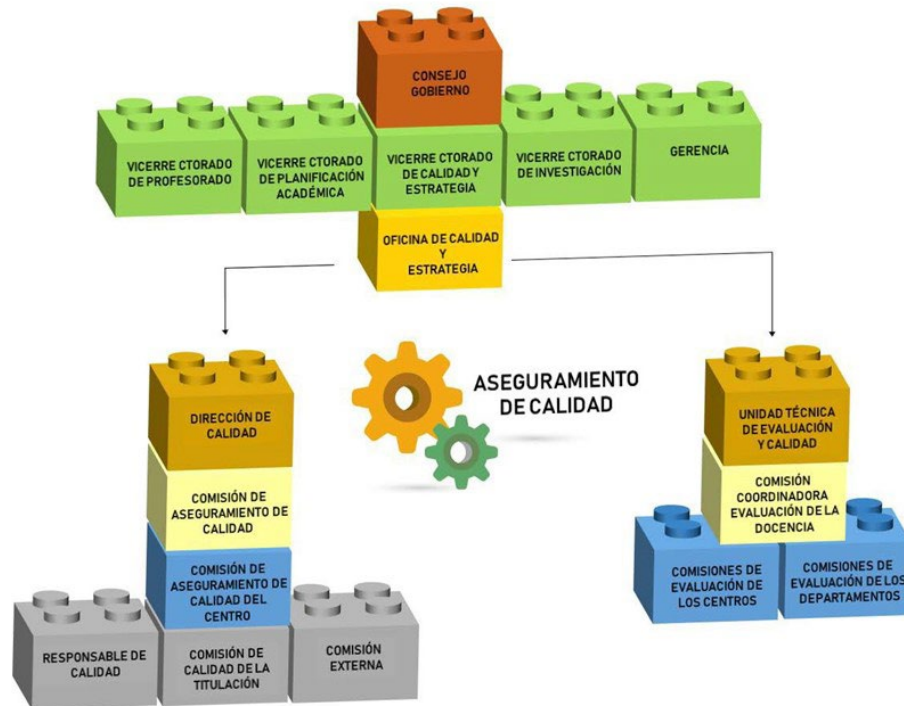 CONSEJO
GOBIERNO
VICERRE CTORADO
DE PROFESORADO
VICERRE CTORADO
DE PLANIFICACIÓN
ACADÉMICA
VICERRE CTORADO
DE CALIDAD Y
ESTRATEGIA
VICERRE CTORADO
DE INVESTIGACIÓN
GERENCIA
OFICINA DE CALIDAD
Y
ESTRATEGIA
DIRECCIÓN DE
CALIDAD
COMISIÓN DE
ASEGURAMIENTO DE
CALIDAD
COMISIÓN DE
ASEGURAMIENTO DE
CALIDAD DEL
CENTRO
RESPONSABLE DE
CALIDAD
COMISIÓN DE
CALIDAD DE LA
TITULACIÓN
COMISIÓN
EXTERNA
ASEGURAMIENTO
DE CALIDAD
UNIDAD TÉCNICA
DE EVALUACIÓN
Y CALIDAD
COMISIÓN
COORDINADORA
EVALUACIÓN DE LA
DOCENCIA
COMISIONES DE
EVALUACIÓN DE
LOS CENTROS
COMISIONES DE
EVALUACIÓN DE LOS
DEPARTAMENTOS